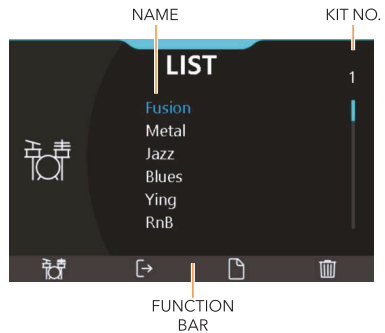 NAME KIT NO.
LIST
1
Fusion
Metal
Jazz
Blues
Ying
RnB
FUNCTION
BAR